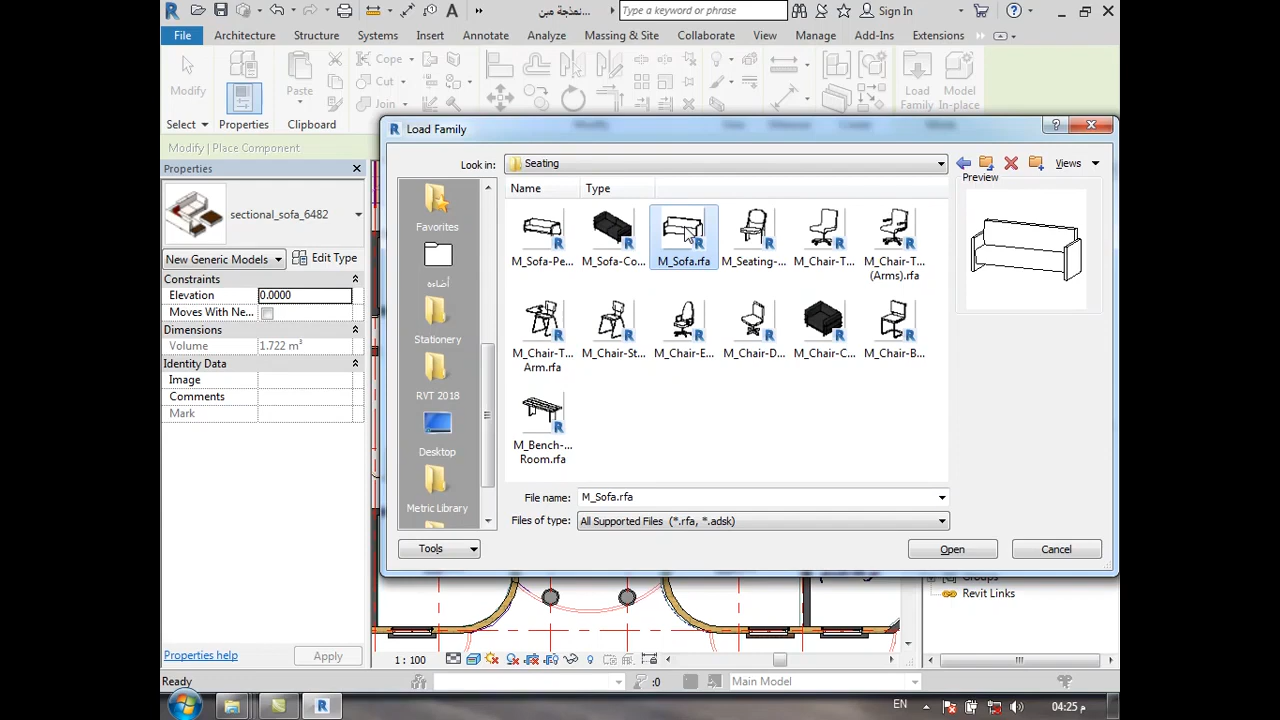 نمذجة مبن...
Type a keyword or phrase
Sign In
File Architecture Structure Systems Insert Annotate Analyze Massing & Site Collaborate View Manage Add-Ins Extensions
Modify
Paste
Cope
Cut
Join
Load Family
Model In-place
Select Properties Clipboard
Modify | Place Component
Properties
sectional_sofa_6482
New Generic Models Edit Type
Constraints
Elevation 0.0000
Moves With Ne...
Dimensions
Volume 1.722 m³
Identity Data
Image
Comments
Mark
Properties help Apply
Load Family
Look in: Seating
Views
Preview
Favorites
أضاءه
Stationery
RVT 2018
Desktop
Metric Library
Name Type
M_Sofa-Pe... M_Sofa-Co... M_Sofa.rfa M_Seating-... M_Chair-T... M_Chair-T... (Arms).rfa
M_Chair-T... Arm.rfa M_Chair-St... M_Chair-E... M_Chair-D... M_Chair-C... M_Chair-B...
M_Bench-... Room.rfa
File name: M_Sofa.rfa
Files of type: All Supported Files (*.rfa, *.adsk)
Tools Open Cancel
Groups
Revit Links
1 : 100
Ready :0 Main Model
EN 04:25 م